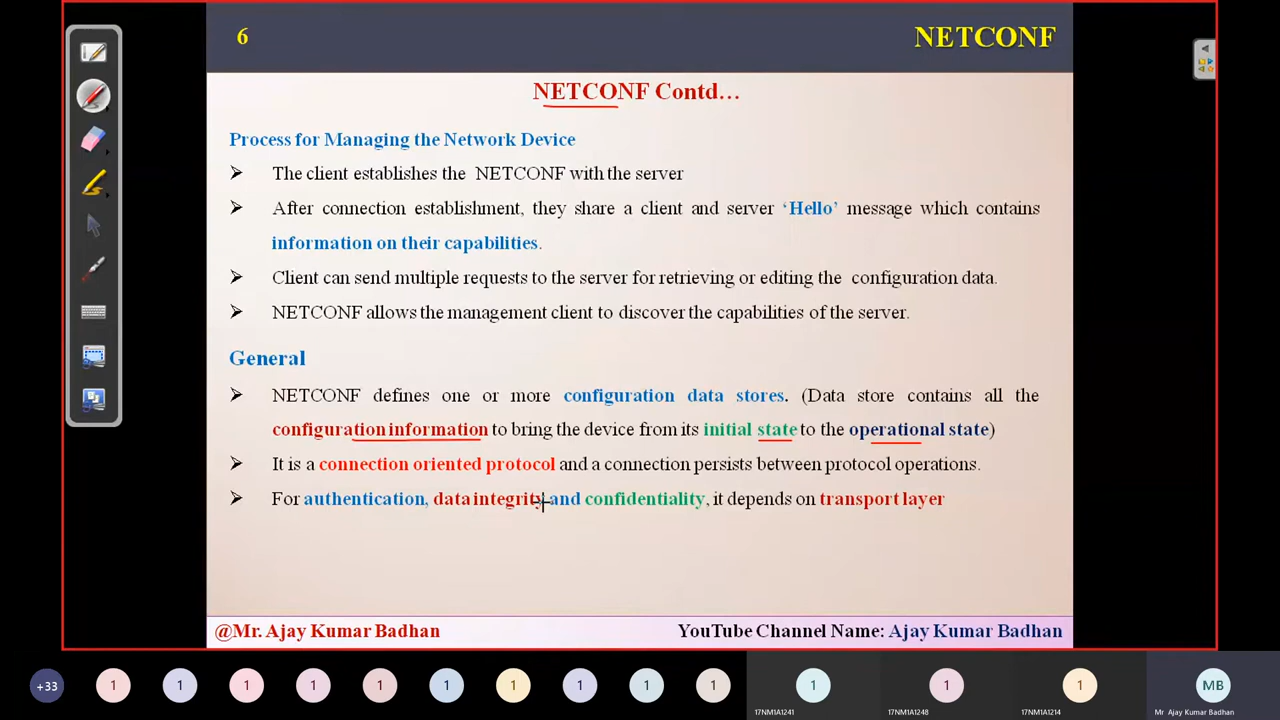 6
NETCONF
NETCONF Contd…
Process for Managing the Network Device
➢ The client establishes the NETCONF with the server
➢ After connection establishment, they share a client and server ‘Hello’ message which contains
information on their capabilities.
➢ Client can send multiple requests to the server for retrieving or editing the configuration data.
➢ NETCONF allows the management client to discover the capabilities of the server.
General
➢ NETCONF defines one or more configuration data stores. (Data store contains all the
configuration information to bring the device from its initial state to the operational state)
➢ It is a connection oriented protocol and a connection persists between protocol operations.
➢ For authentication, data integrity and confidentiality, it depends on transport layer
@Mr. Ajay Kumar Badhan
YouTube Channel Name: Ajay Kumar Badhan
+33 1 1 1 1 1 1 1 1 1 1 1 1 1 MB
17NM1A1241 17NM1A1248 17NM1A1214 Mr Ajay Kumar Badhan